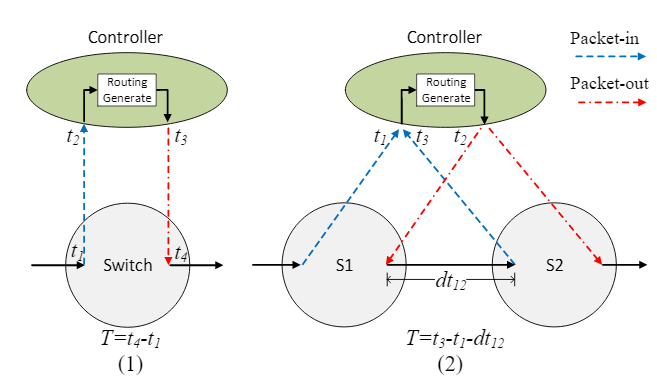 Controller
Routing
Generate
t2
t3
t1
Switch
t4
T=t4-t1
(1)
Controller
Packet-in
Packet-out
Routing
Generate
t1
t3
t2
S1
S2
dt12
T=t3-t1-dt12
(2)